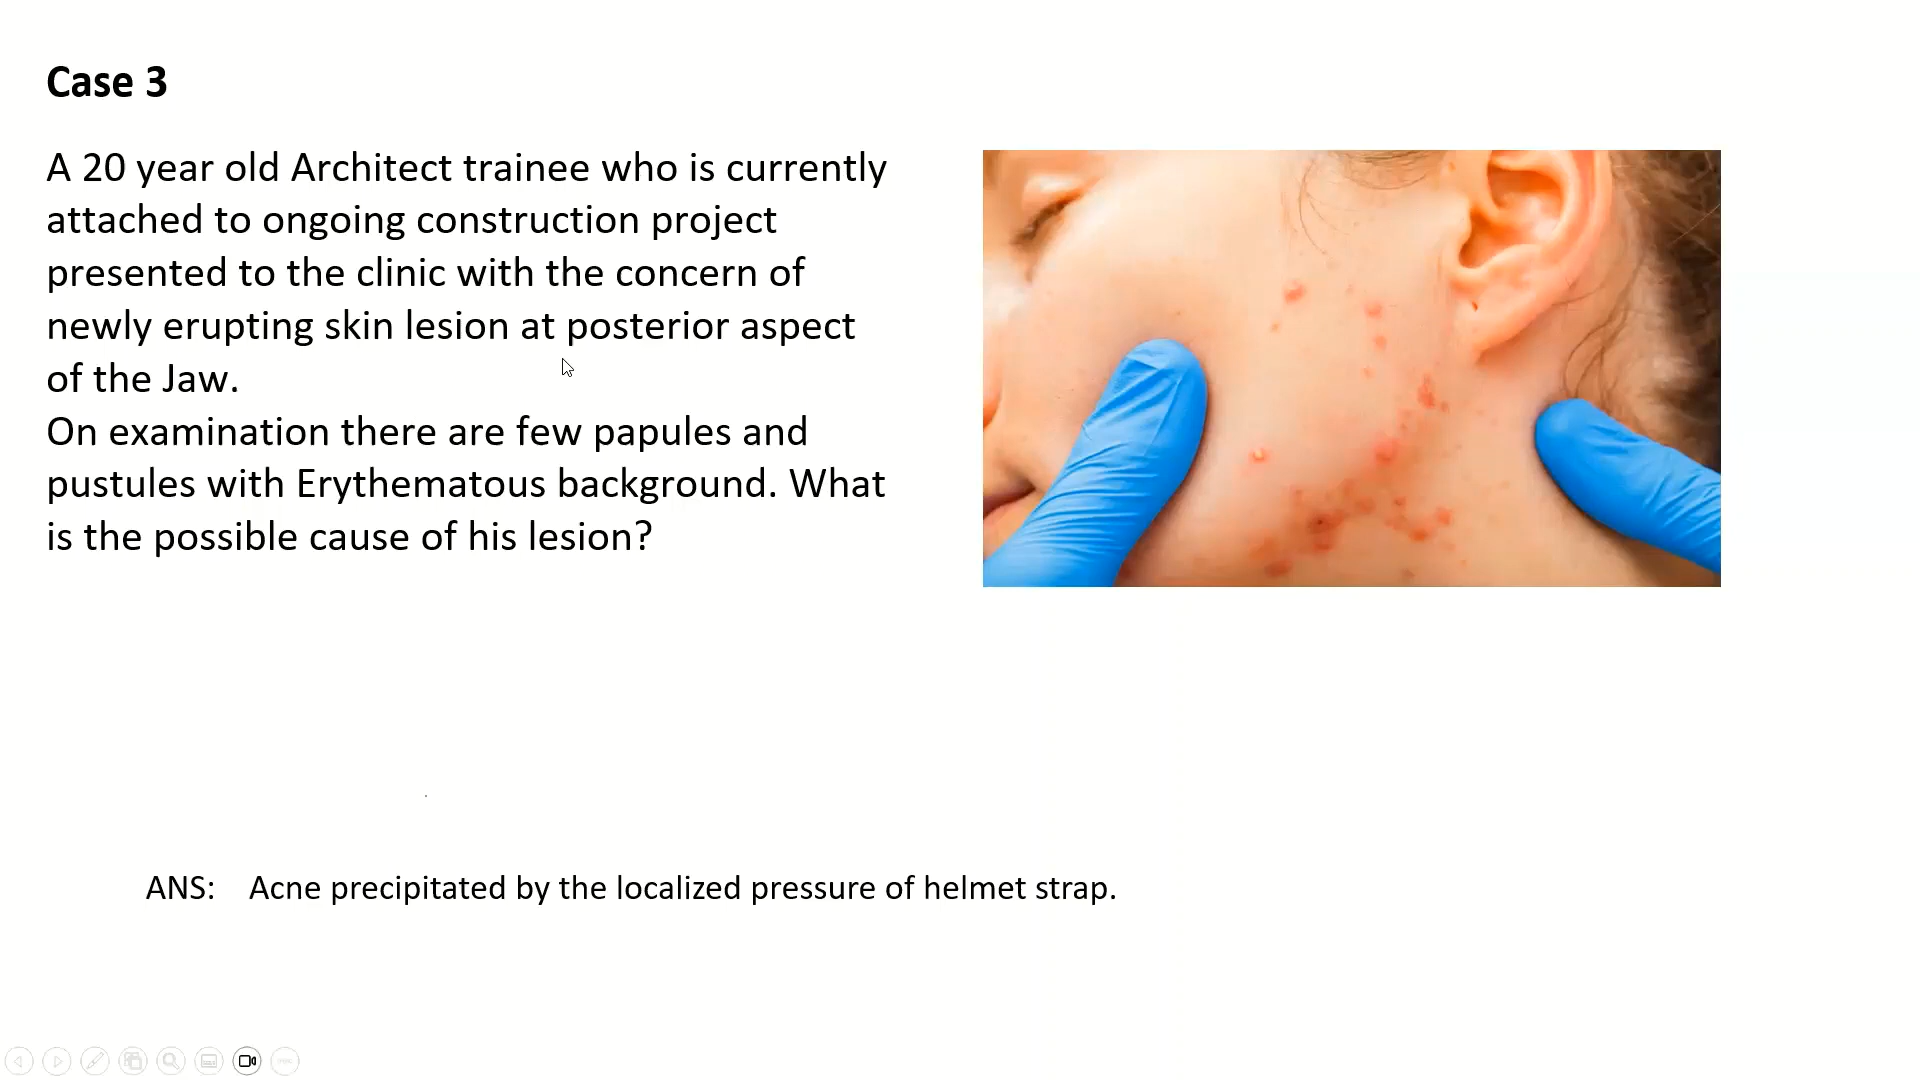 Case 3
A 20 year old Architect trainee who is currently
attached to ongoing construction project
presented to the clinic with the concern of
newly erupting skin lesion at posterior aspect
of the Jaw.
On examination there are few papules and
pustules with Erythematous background. What
is the possible cause of his lesion?
ANS: Acne precipitated by the localized pressure of helmet strap.